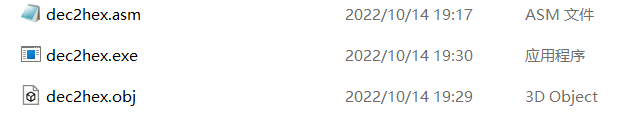 dec2hex.asm 2022/10/14 19:17 ASM 文件
dec2hex.exe 2022/10/14 19:30 应用程序
dec2hex.obj 2022/10/14 19:29 3D Object